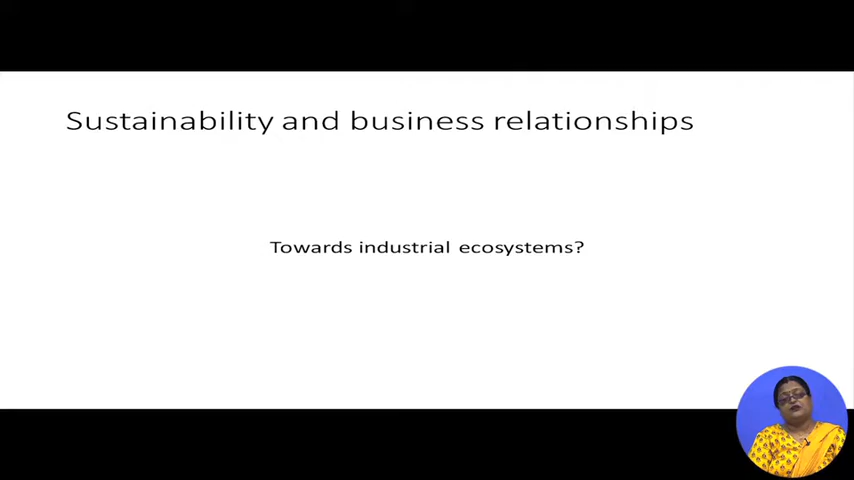 Sustainability and business relationships
Towards industrial ecosystems?